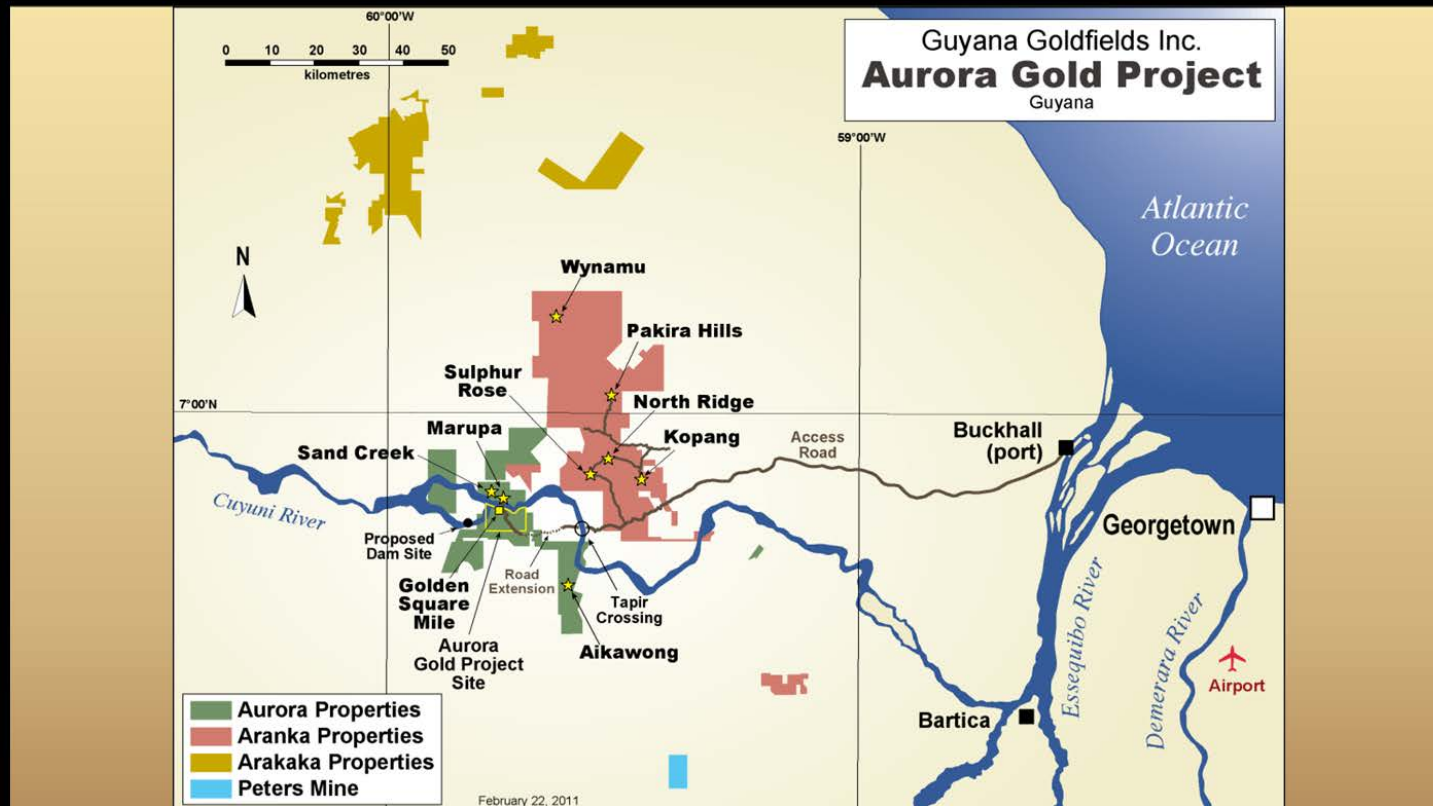 60°00'W
0 10 20 30 40 50
kilometres
Guyana Goldfields Inc.
Aurora Gold Project
Guyana
59°00'W
Atlantic
Ocean
N
Wynamu
Pakira Hills
Sulphur
Rose
North Ridge
7°00'N
Marupa
Kopang
Sand Creek
Access
Road
Buckhall
(port)
Cuyuni River
Proposed
Dam Site
Georgetown
Golden
Square
Mile
Road
Extension
Tapir
Crossing
Aurora
Gold Project
Site
Aikawong
Essequibo River
Demerara River
Airport
Bartica
Aurora Properties
Aranka Properties
Arakaka Properties
Peters Mine
February 22, 2011